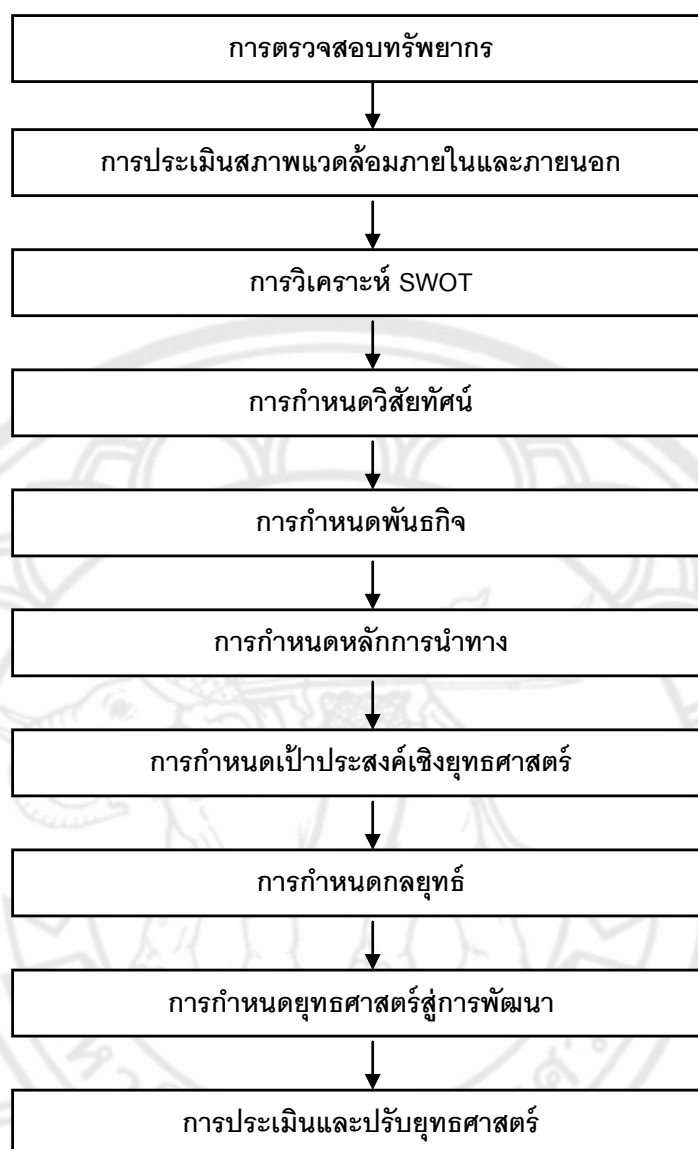 การตรวจสอบทรัพยากร
การประเมินสภาพแวดล้อมภายในและภายนอก
การวิเคราะห์ SWOT
การกำหนดวิสัยทัศน์
การกำหนดพันธกิจ
การกำหนดหลักการนำทาง
การกำหนดเป้าประสงค์เชิงยุทธศาสตร์
การกำหนดกลยุทธ์
การกำหนดยุทธศาสตร์สู่การพัฒนา
การประเมินและปรับยุทธศาสตร์